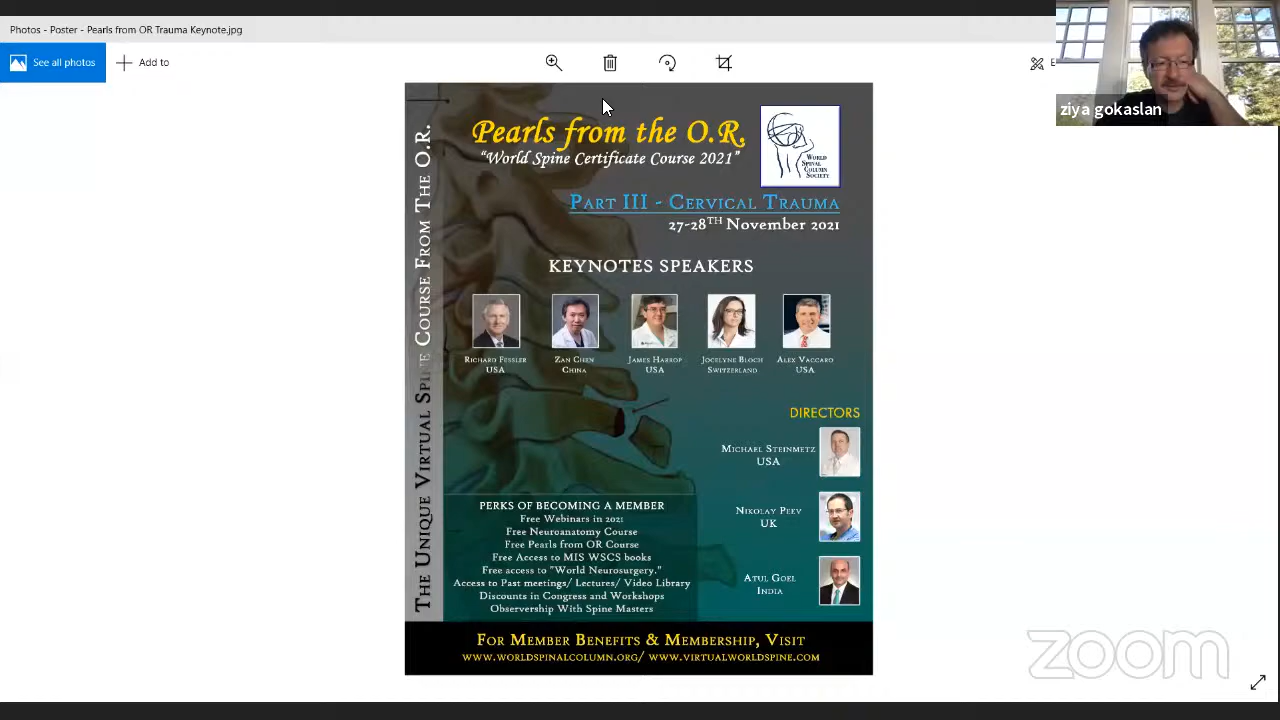 Photos - Poster - Pearls from OR Trauma Keynote.jpg
See all photos
Add to
ziya gokaslan
Pearls from the O.R.
"World Spine Certificate Course 2021"
WORLD
SPINAL
COLUMN
SOCIETY
PART III - CERVICAL TRAUMA
27-28TH November 2021
THE UNIQUE VIRTUAL SPINE COURSE FROM THE O.R.
KEYNOTES SPEAKERS
RICHARD FESSLER
USA
ZAN CHEN
CHINA
JAMES HARROP
USA
JOCELYNE BLOCH
SWITZERLAND
ALEX VACCARO
USA
DIRECTORS
MICHAEL STEINMETZ
USA
NIKOLAY PEEV
UK
ATUL GOEL
INDIA
PERKS OF BECOMING A MEMBER
Free Webinars in 2021
Free Neuroanatomy Course
Free Pearls from OR Course
Free Access to MIS WSCS books
Free access to "World Neurosurgery."
Access to Past meetings/ Lectures/ Video Library
Discounts in Congress and Workshops
Observership With Spine Masters
FOR MEMBER BENEFITS & MEMBERSHIP, VISIT
WWW.WORLDSPINALCOLUMN.ORG/ WWW.VIRTUALWORLDSPINE.COM
zoom